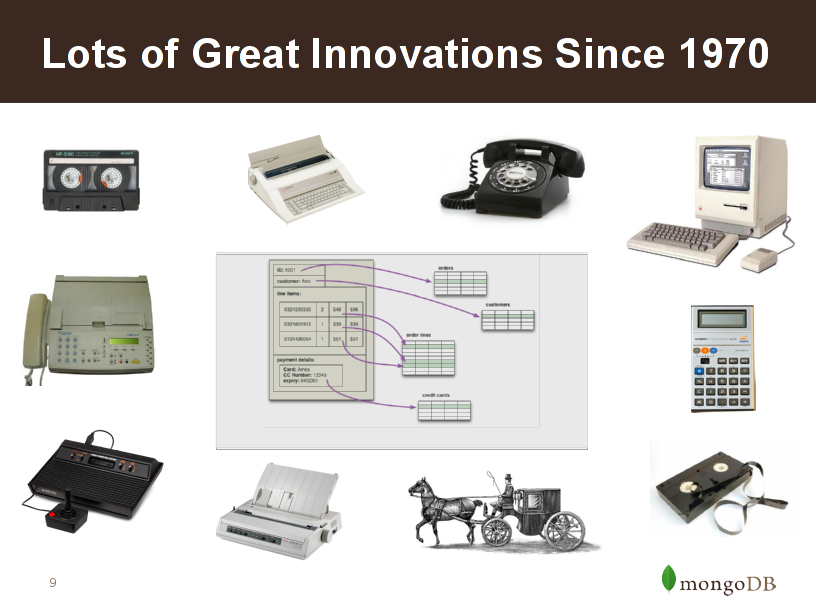 Lots of Great Innovations Since 1970
ID: 1001
customer: Ann
line items:
0321293533 2 $48 $96
0321601912 1 $39 $39
0131495054 1 $51 $51
payment details:
Card: Amex
CC Number: 12345
expiry: 04/2001
orders
customers
order lines
credit cards
9
mongoDB